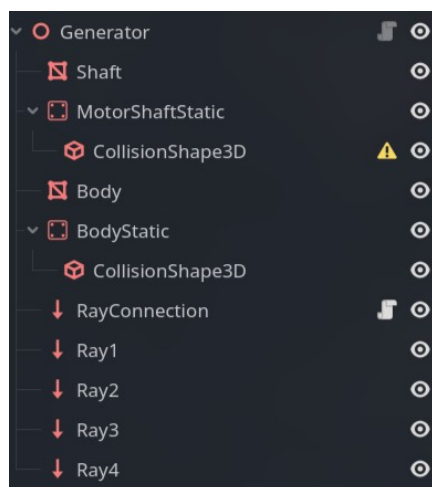 Generator
Shaft
MotorShaftStatic
CollisionShape3D
Body
BodyStatic
CollisionShape3D
RayConnection
Ray1
Ray2
Ray3
Ray4